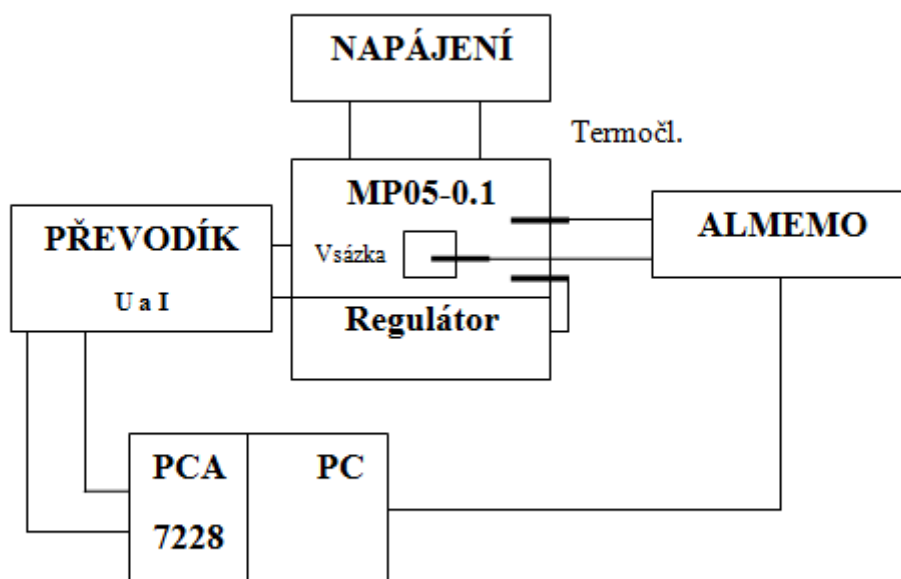 NAPÁJENÍ
Termočl.
MP05-0.1
PŘEVODÍK
U a I
Vsázka
ALMEMO
Regulátor
PCA
7228
PC